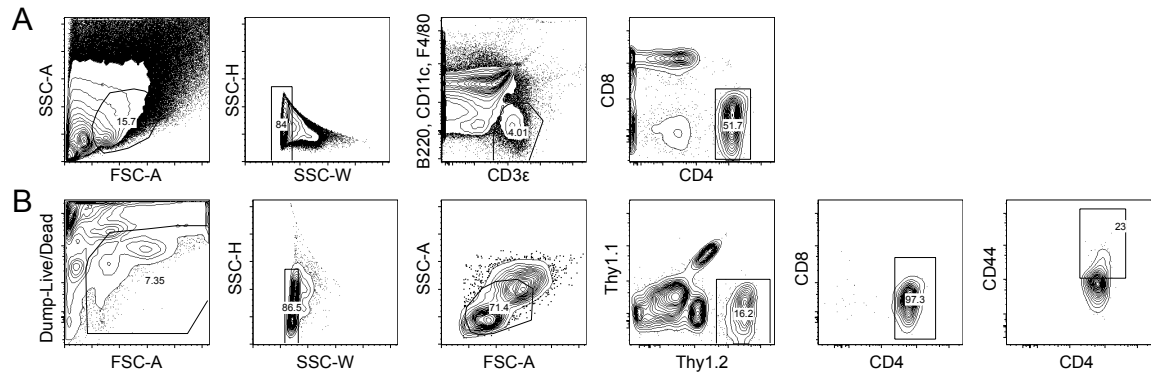 A
SSC-A
15.7
FSC-A
SSC-H
84
SSC-W
B220, CD11c, F4/80
4.01
CD3ε
CD8
51.7
CD4
B
Dump-Live/Dead
7.35
FSC-A
SSC-H
86.5
SSC-W
SSC-A
71.4
FSC-A
Thy1.1
16.2
Thy1.2
CD8
97.3
CD4
CD44
23
CD4